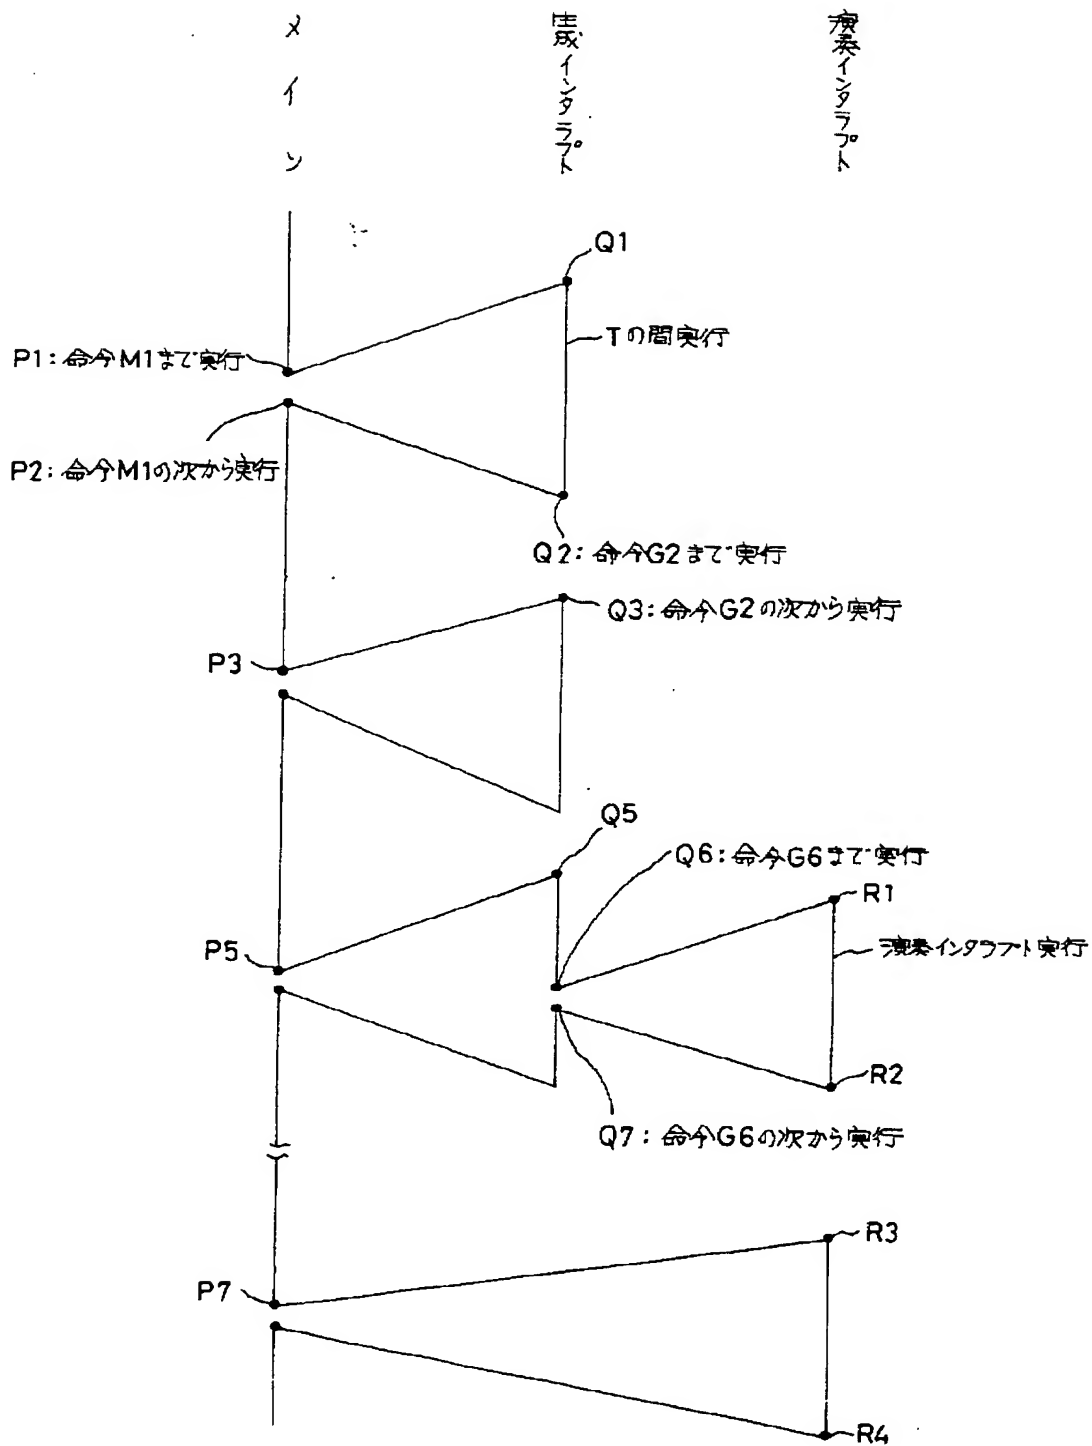 メイン
生成インタラプト
演奏インタラプト
Q1
Tの間実行
P1:命令M1まで実行
P2:命令M1の次から実行
Q2:命令G2まで実行
Q3:命令G2の次から実行
P3
Q5
Q6:命令G6まで実行
R1
演奏インタラプト実行
P5
R2
Q7:命令G6の次から実行
R3
P7
R4